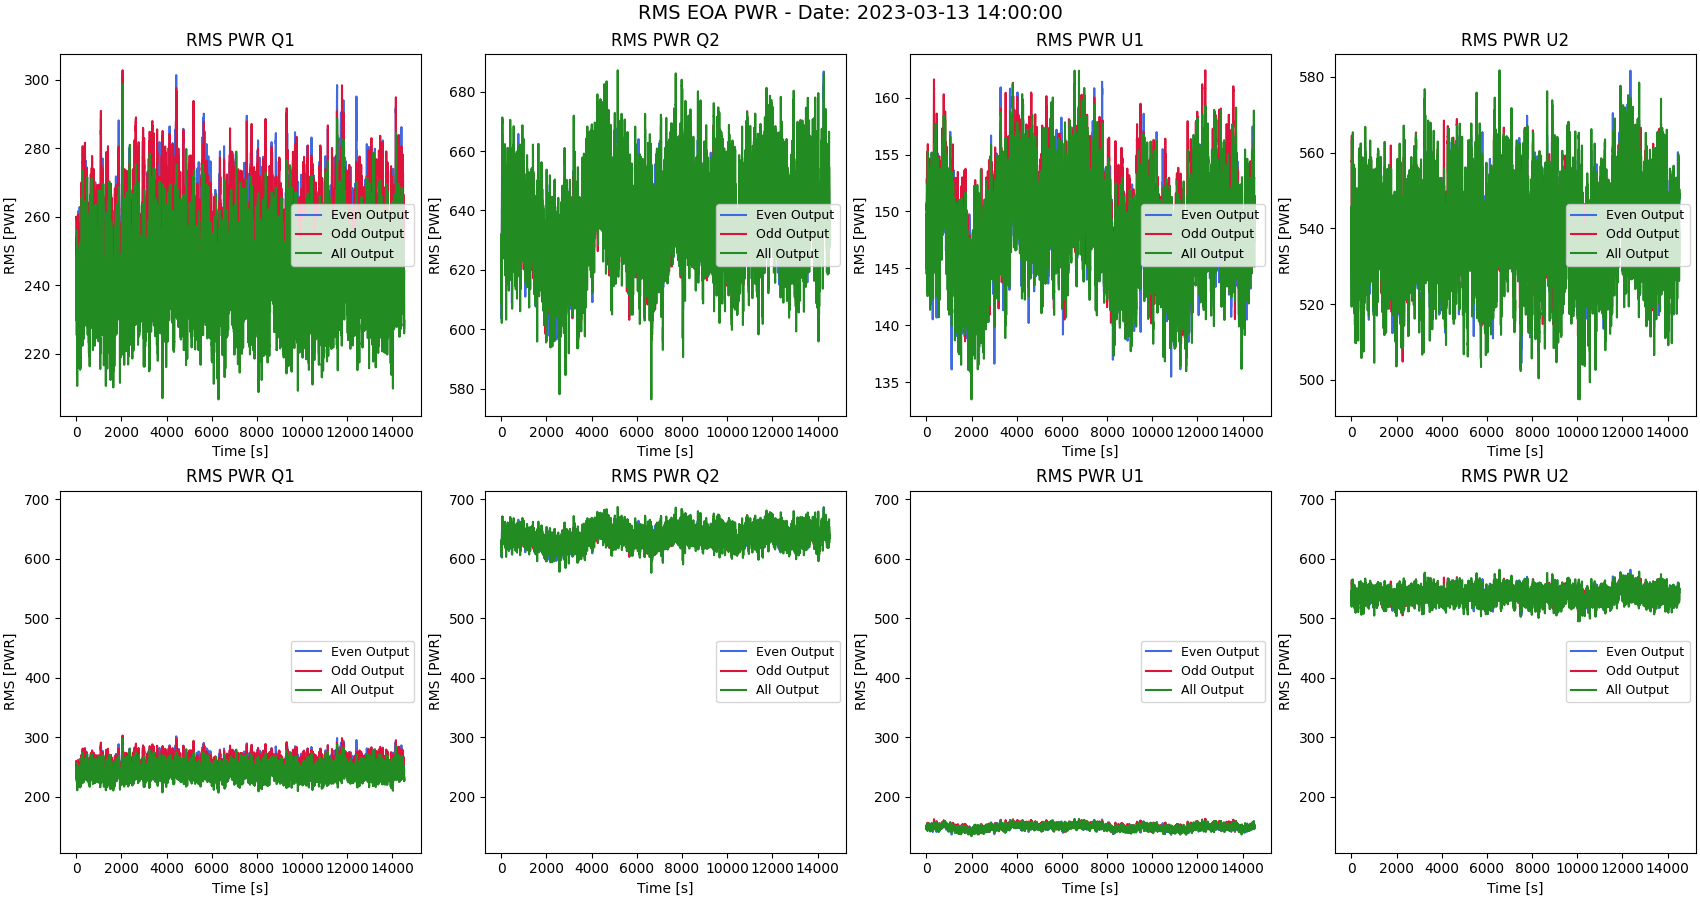 RMS EOA PWR - Date: 2023-03-13 14:00:00
RMS PWR Q1
RMS [PWR]
300
280
260
240
220
0 2000 4000 6000 8000 10000 12000 14000
Time [s]
Even Output
Odd Output
All Output
RMS PWR Q2
RMS [PWR]
680
660
640
620
600
580
0 2000 4000 6000 8000 10000 12000 14000
Time [s]
Even Output
Odd Output
All Output
RMS PWR U1
RMS [PWR]
160
155
150
145
140
135
0 2000 4000 6000 8000 10000 12000 14000
Time [s]
Even Output
Odd Output
All Output
RMS PWR U2
RMS [PWR]
580
560
540
520
500
0 2000 4000 6000 8000 10000 12000 14000
Time [s]
Even Output
Odd Output
All Output
RMS PWR Q1
RMS [PWR]
700
600
500
400
300
200
0 2000 4000 6000 8000 10000 12000 14000
Time [s]
Even Output
Odd Output
All Output
RMS PWR Q2
RMS [PWR]
700
600
500
400
300
200
0 2000 4000 6000 8000 10000 12000 14000
Time [s]
Even Output
Odd Output
All Output
RMS PWR U1
RMS [PWR]
700
600
500
400
300
200
0 2000 4000 6000 8000 10000 12000 14000
Time [s]
Even Output
Odd Output
All Output
RMS PWR U2
RMS [PWR]
700
600
500
400
300
200
0 2000 4000 6000 8000 10000 12000 14000
Time [s]
Even Output
Odd Output
All Output